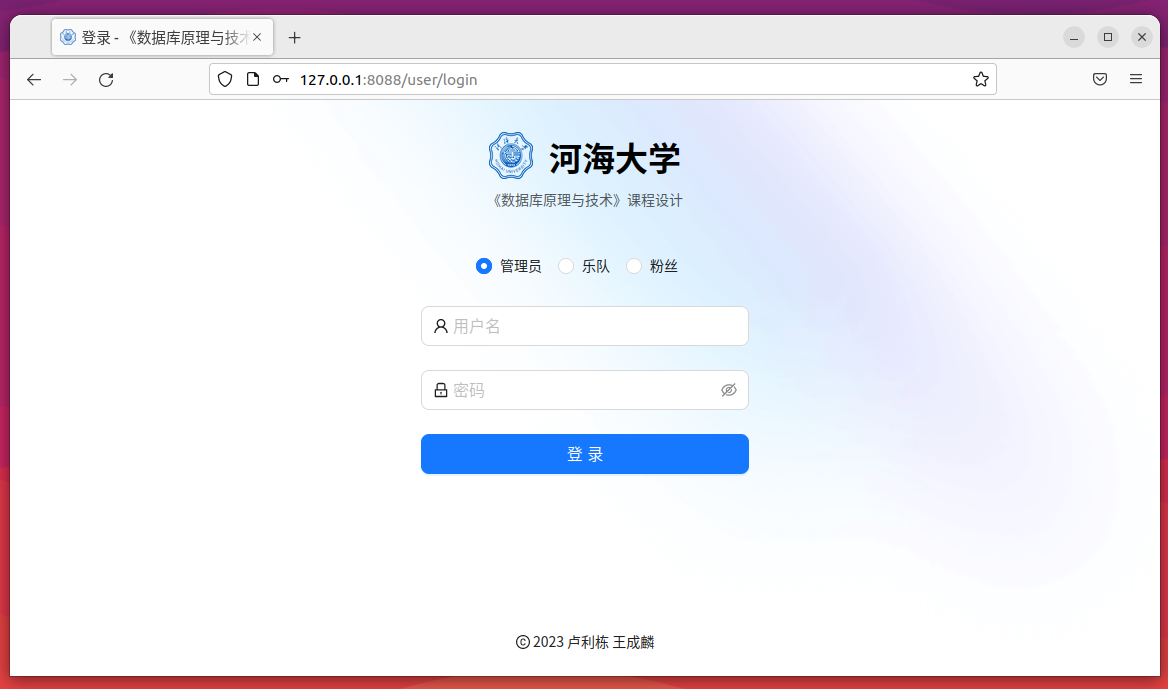 登录 - 《数据库原理与技术
127.0.0.1:8088/user/login
河海大学
《数据库原理与技术》课程设计
管理员 乐队 粉丝
用户名
密码
登 录
© 2023 卢利栋 王成麟